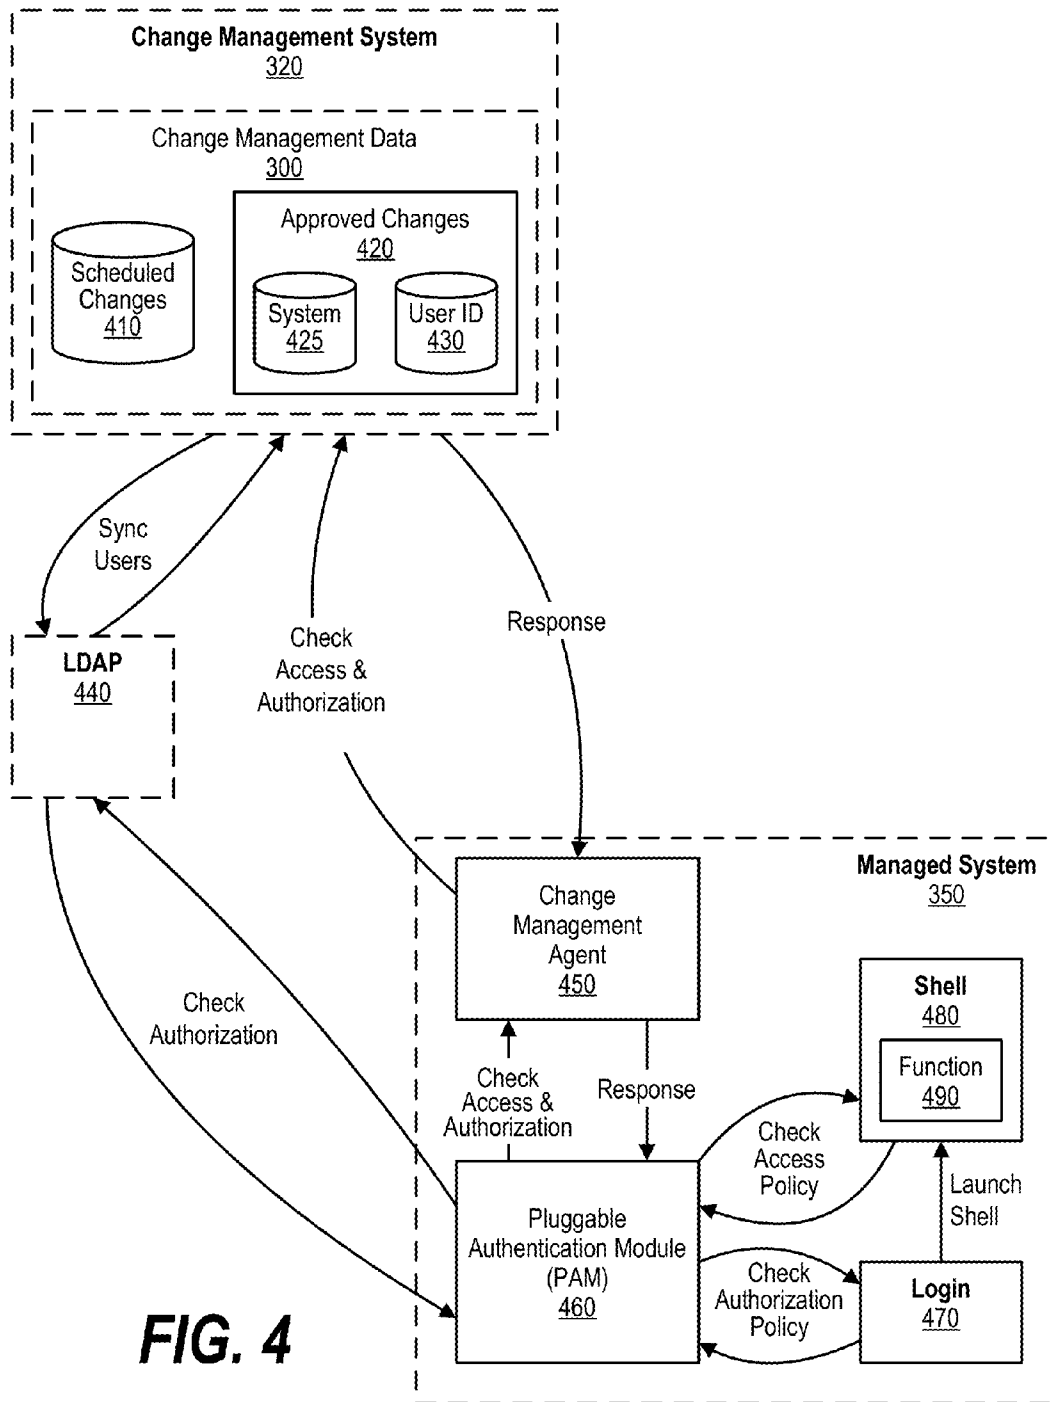 Change Management System
320
Change Management Data
300
Approved Changes
420
Scheduled
Changes
410
System
425
User ID
430
Sync
Users
Response
Check
Access &
Authorization
LDAP
440
Managed System
350
Change
Management
Agent
450
Shell
480
Function
490
Check
Authorization
Check
Access &
Authorization
Response
Check
Access
Policy
Launch
Shell
Pluggable
Authentication Module
(PAM)
460
Check
Authorization
Policy
Login
470
FIG. 4